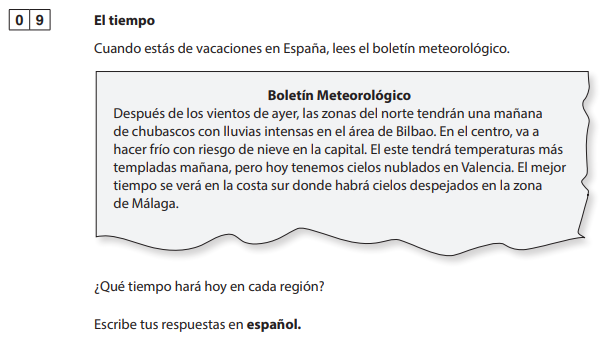 0 9 El tiempo
Cuando estás de vacaciones en España, lees el boletín meteorológico.
Boletín Meteorológico
Después de los vientos de ayer, las zonas del norte tendrán una mañana
de chubascos con lluvias intensas en el área de Bilbao. En el centro, va a
hacer frío con riesgo de nieve en la capital. El este tendrá temperaturas más
templadas mañana, pero hoy tenemos cielos nublados en Valencia. El mejor
tiempo se verá en la costa sur donde habrá cielos despejados en la zona
de Málaga.
¿Qué tiempo hará hoy en cada región?
Escribe tus respuestas en español.